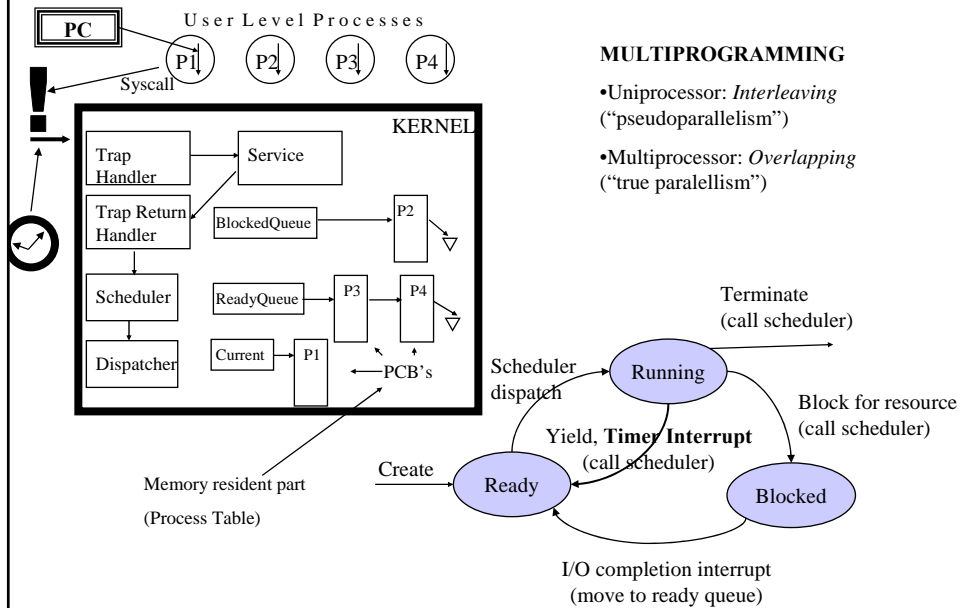 PC
User Level Processes
P1
P2
P3
P4
Syscall
!
KERNEL
Trap
Handler
Service
Trap Return
Handler
BlockedQueue
P2
Scheduler
ReadyQueue
P3
P4
Dispatcher
Current
P1
PCB’s
Memory resident part
(Process Table)
MULTIPROGRAMMING
•Uniprocessor: Interleaving
(“pseudoparallelism”)
•Multiprocessor: Overlapping
(“true paralellism”)
Terminate
(call scheduler)
Scheduler
dispatch
Running
Block for resource
(call scheduler)
Yield, Timer Interrupt
(call scheduler)
Create
Ready
Blocked
I/O completion interrupt
(move to ready queue)